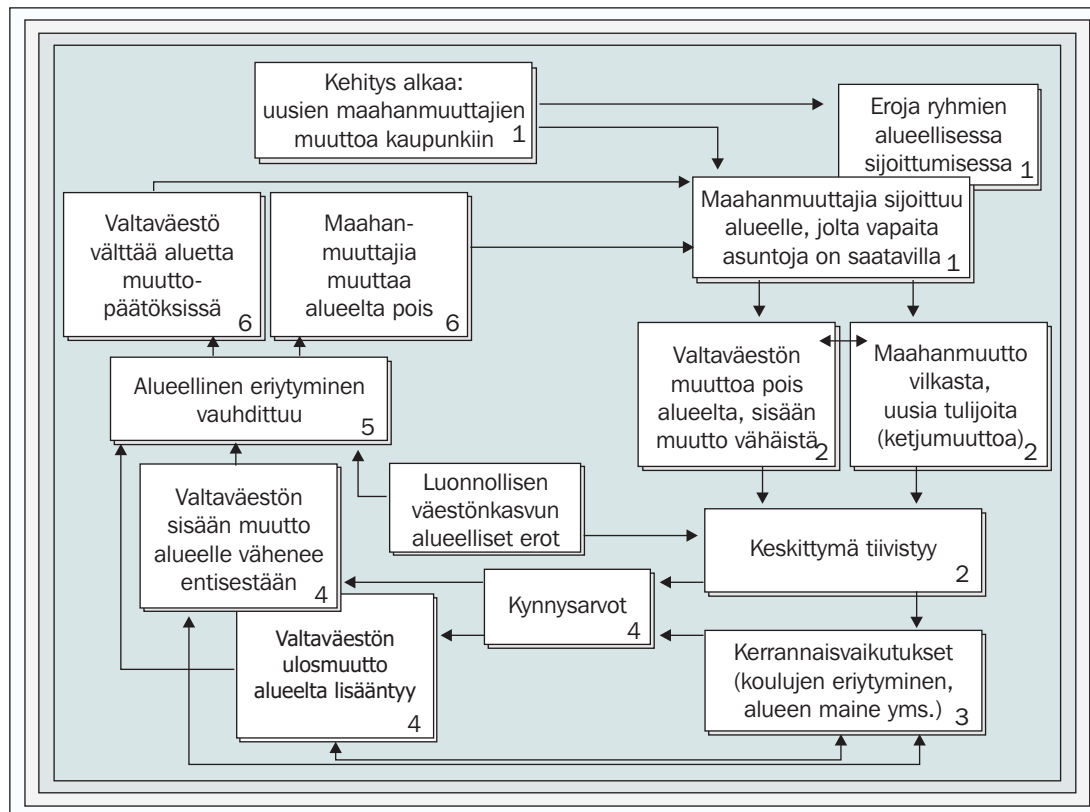 Kehitys alkaa:
uusien maahanmuuttajien
muuttoa kaupunkiin
1
Eroja ryhmien
alueellisessa
sijoittumisessa
1
Maahanmuuttajia sijoittuu
alueelle, jolta vapaita
asuntoja on saatavilla
1
Valtaväestö
välttää aluetta
muutto-
päätöksissä
6
Maahan-
muuttajia
muuttaa
alueelta pois
6
Valtaväestön
muuttoa pois
alueelta, sisään
muutto vähäistä
2
Maahanmuutto
vilkasta,
uusia tulijoita
(ketjumuuttoa)
2
Alueellinen eriytyminen
vauhdittuu
5
Valtaväestön
sisään muutto
alueelle vähenee
entisestään
4
Luonnollisen
väestönkasvun
alueelliset erot
Keskittymä tiivistyy
2
Kynnysarvot
4
Valtaväestön
ulosmuutto
alueelta lisääntyy
4
Kerrannaisvaikutukset
(koulujen eriytyminen,
alueen maine yms.)
3